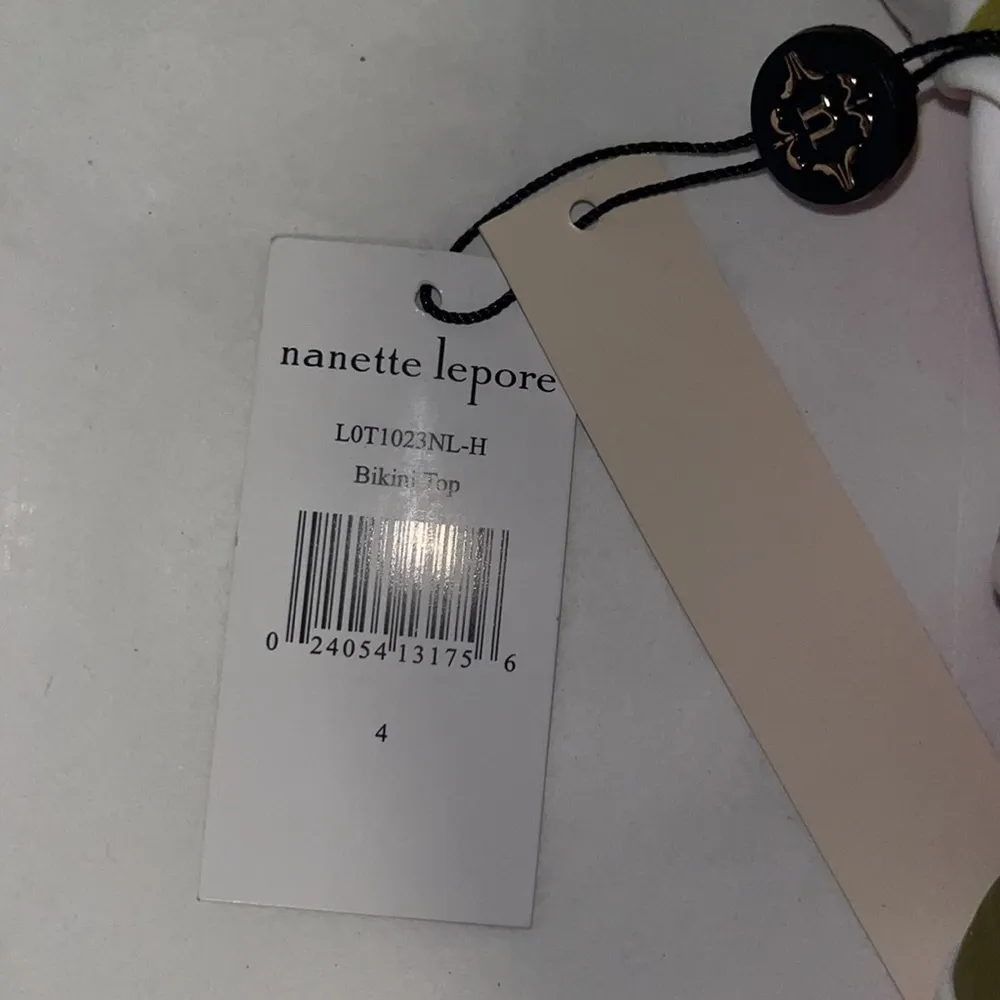 n
nanette lepore
L0T1023NL-H
Bikini Top
0 24054 13175 6
4